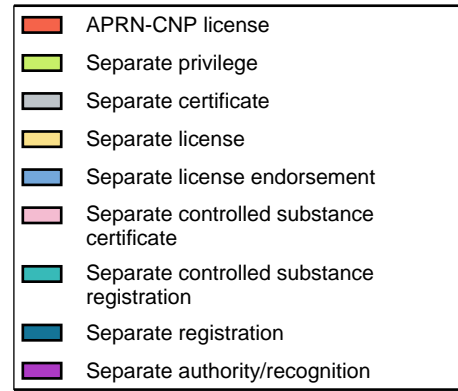 APRN-CNP license
Separate privilege
Separate certificate
Separate license
Separate license endorsement
Separate controlled substance
certificate
Separate controlled substance
registration
Separate registration
Separate authority/recognition